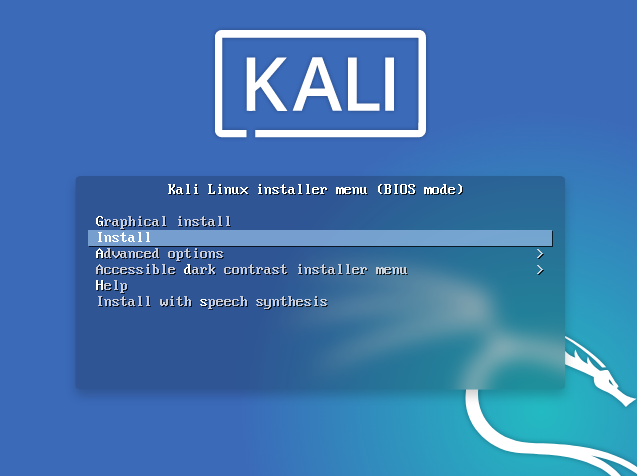 KALI
Kali Linux installer menu (BIOS mode)
Graphical install
Install
Advanced options >
Accessible dark contrast installer menu >
Help
Install with speech synthesis